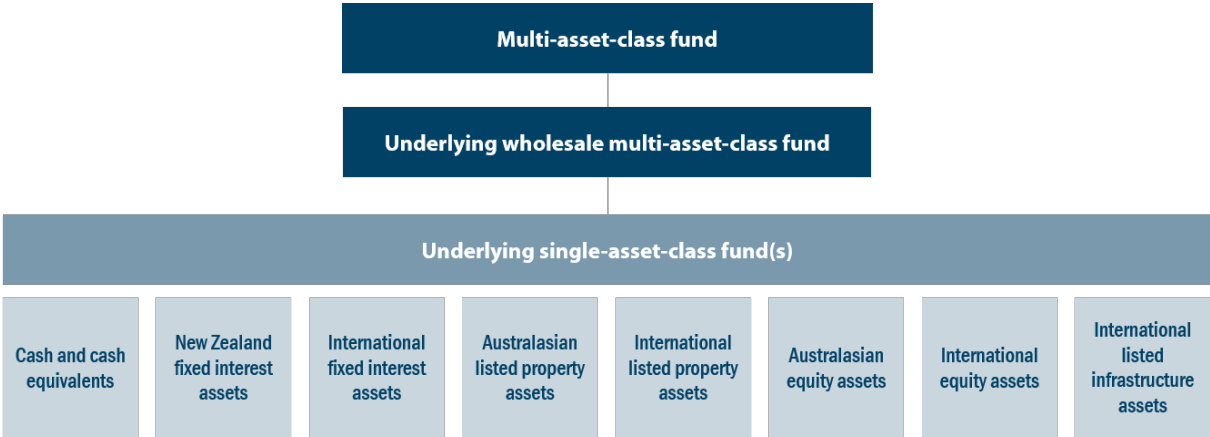 Multi-asset-class fund
Underlying wholesale multi-asset-class fund
Underlying single-asset-class fund(s)
Cash and cash
equivalents
New Zealand
fixed interest
assets
International
fixed interest
assets
Australasian
listed property
assets
International
listed property
assets
Australasian
equity assets
International
equity assets
International
listed
infrastructure
assets